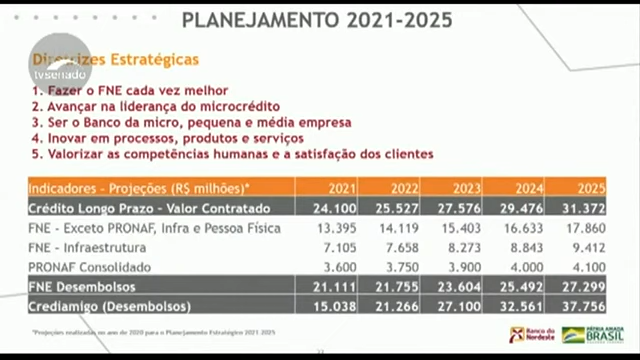 PLANEJAMENTO 2021-2025
tvsenado
Diretrizes Estratégicas
1. Fazer o FNE cada vez melhor
2. Avançar na liderança do microcrédito
3. Ser o Banco da micro, pequena e média empresa
4. Inovar em processos, produtos e serviços
5. Valorizar as competências humanas e a satisfação dos clientes
Indicadores - Projeções (R$ milhões)* 2021 2022 2023 2024 2025
Crédito Longo Prazo - Valor Contratado 24.100 25.527 27.576 29.476 31.372
FNE - Exceto PRONAF, Infra e Pessoa Física 13.395 14.119 15.403 16.633 17.860
FNE - Infraestrutura 7.105 7.658 8.273 8.843 9.412
PRONAF Consolidado 3.600 3.750 3.900 4.000 4.100
FNE Desembolsos 21.111 21.755 23.604 25.492 27.299
Crediamigo (Desembolsos) 15.038 21.266 27.100 32.561 37.756
*Projeções realizadas no ano de 2020 para o Planejamento Estratégico 2021-2025
Banco do Nordeste
PÁTRIA AMADA BRASIL